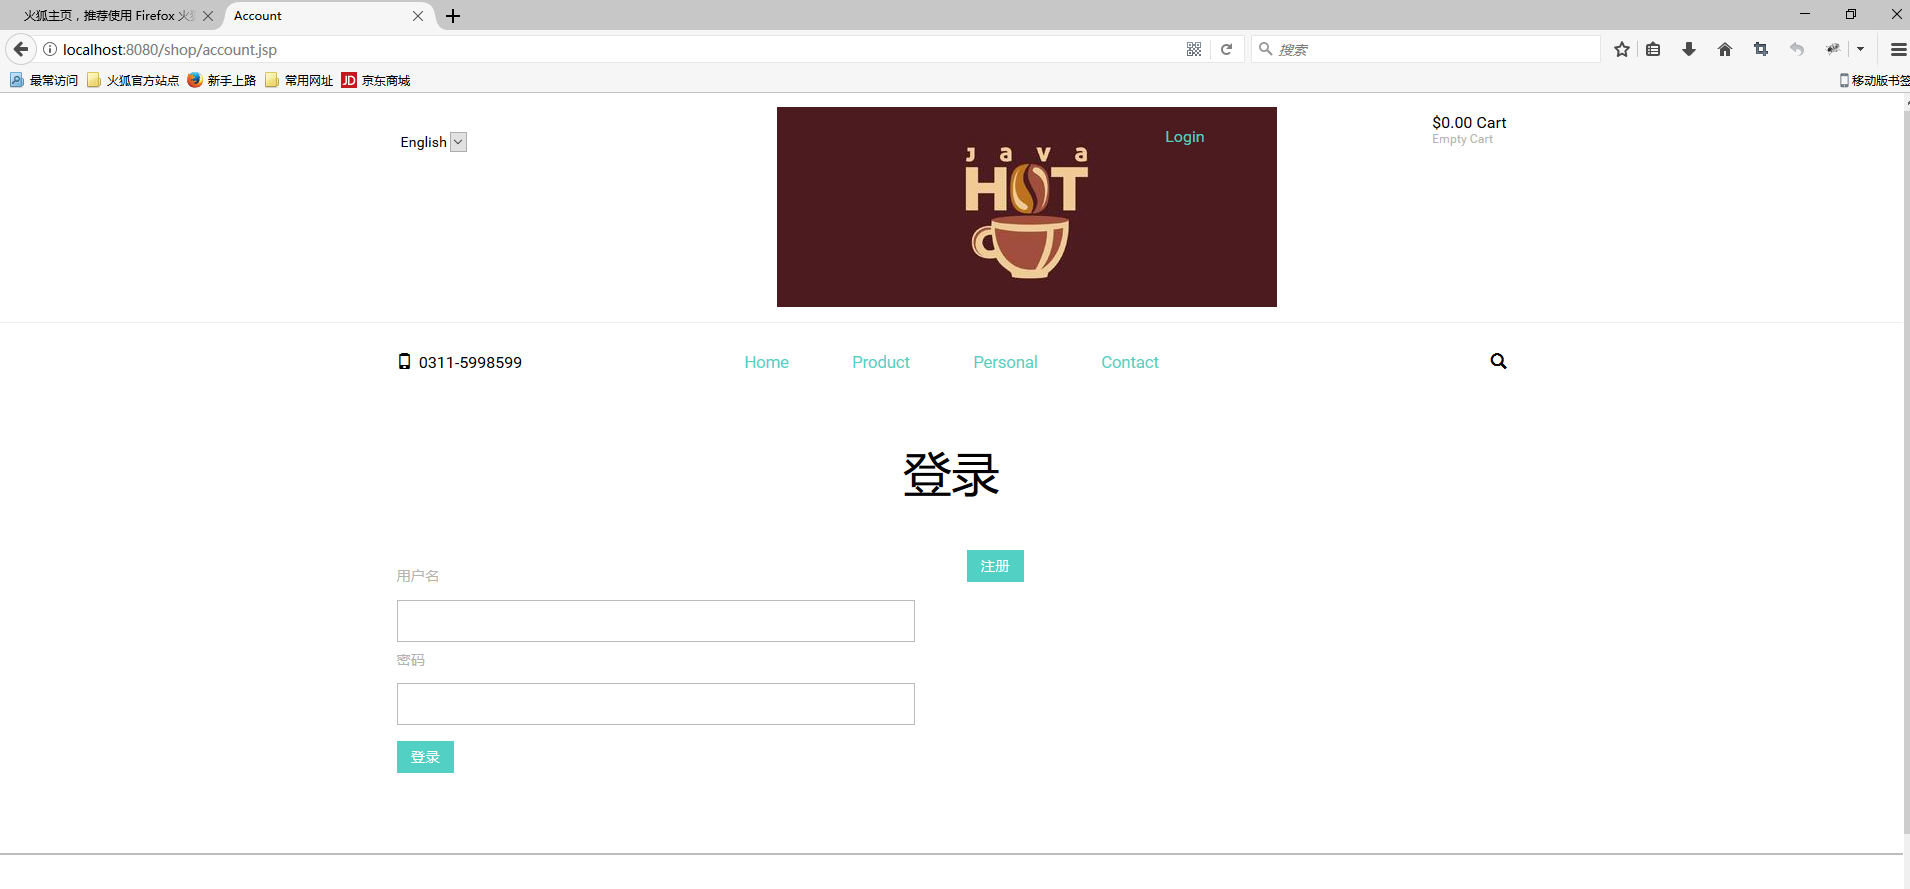 火狐主页，推荐使用 Firefox 火
Account
localhost:8080/shop/account.jsp
搜索
最常访问 火狐官方站点 新手上路 常用网址 JD 京东商城 移动版书签
English
Login
$0.00 Cart
Empty Cart
java
HOT
0311-5998599 Home Product Personal Contact
登录
注册
用户名
密码
登录